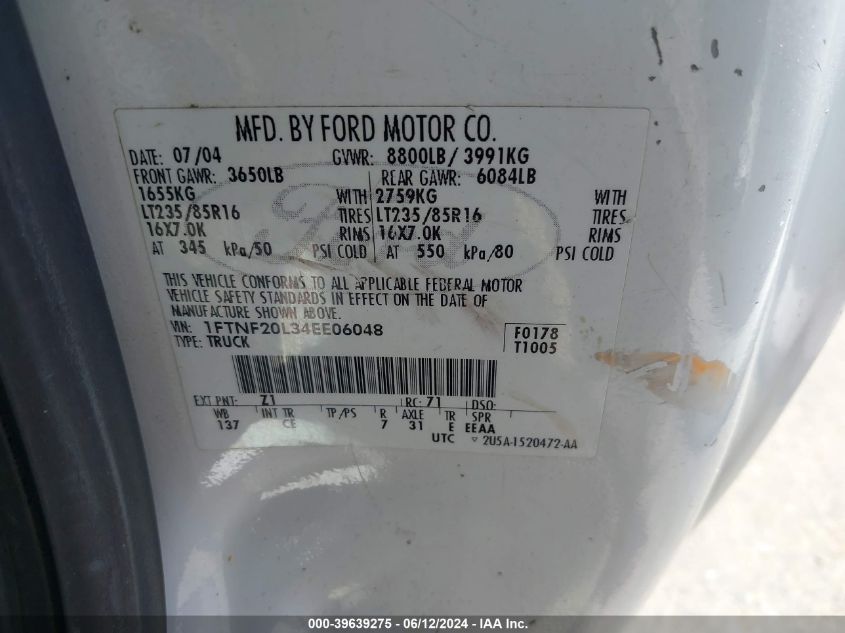 MFD. BY FORD MOTOR CO.
DATE: 07/04 GVWR: 8800LB/ 3991KG
FRONT GAWR: 3650LB REAR GAWR: 6084LB
1655KG WITH 2759KG WITH
LT235/85R16 TIRES LT235/85R16 TIRES
16X7.0K RIMS 16X7.0K RIMS
AT 345 kPa/50 PSI COLD AT 550 kPa/80 PSI COLD
THIS VEHICLE CONFORMS TO ALL APPLICABLE FEDERAL MOTOR
VEHICLE SAFETY STANDARDS IN EFFECT ON THE DATE OF
MANUFACTURE SHOWN ABOVE.
VIN: 1FTNF20L34EE06048 F0178
TYPE: TRUCK T1005
EXT PNT: Z1 RC: 71 DSO:
WB INT TR TP/PS R AXLE TR SPR
137 CE 7 31 E EEAA
UTC 2U5A-1520472-AA
000-39639275 - 06/12/2024 - IAA Inc.